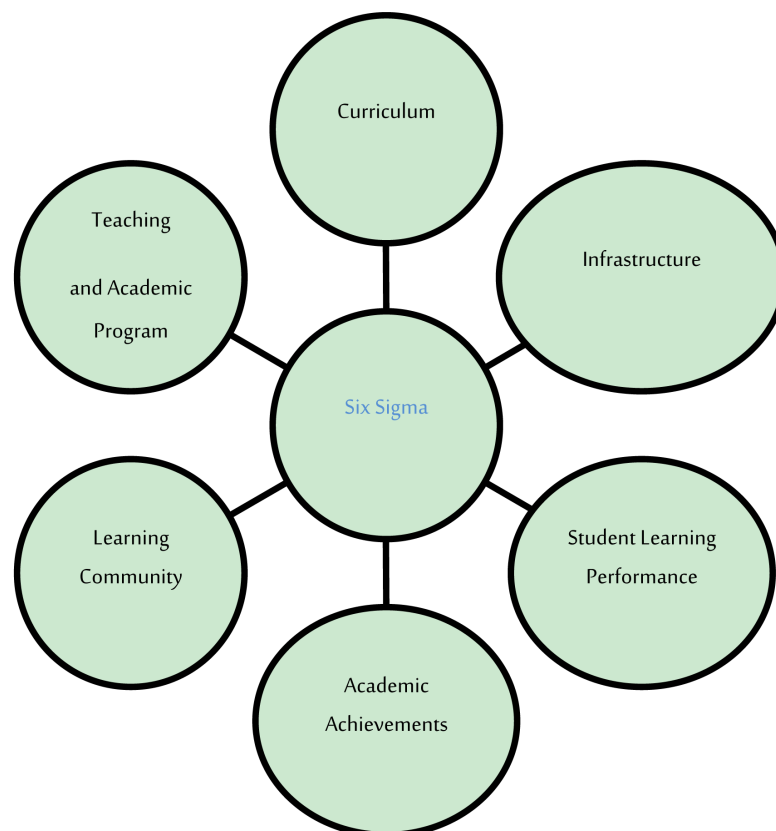 Curriculum
Teaching
and Academic
Program
Infrastructure
Six Sigma
Learning
Community
Student Learning
Performance
Academic
Achievements